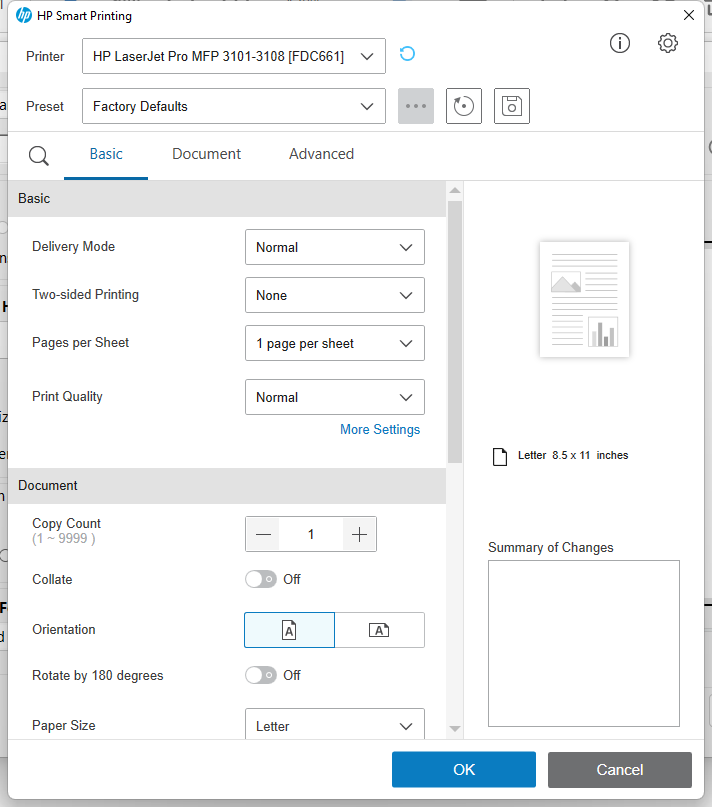 hp HP Smart Printing
Printer HP LaserJet Pro MFP 3101-3108 [FDC661]
Preset Factory Defaults
Basic Document Advanced
Basic
Delivery Mode Normal
Two-sided Printing None
Pages per Sheet 1 page per sheet
Print Quality Normal
More Settings
Letter 8.5 x 11 inches
Document
Copy Count 1
(1 ~ 9999 )
Summary of Changes
Collate Off
Orientation A A
Rotate by 180 degrees Off
Paper Size Letter
OK Cancel